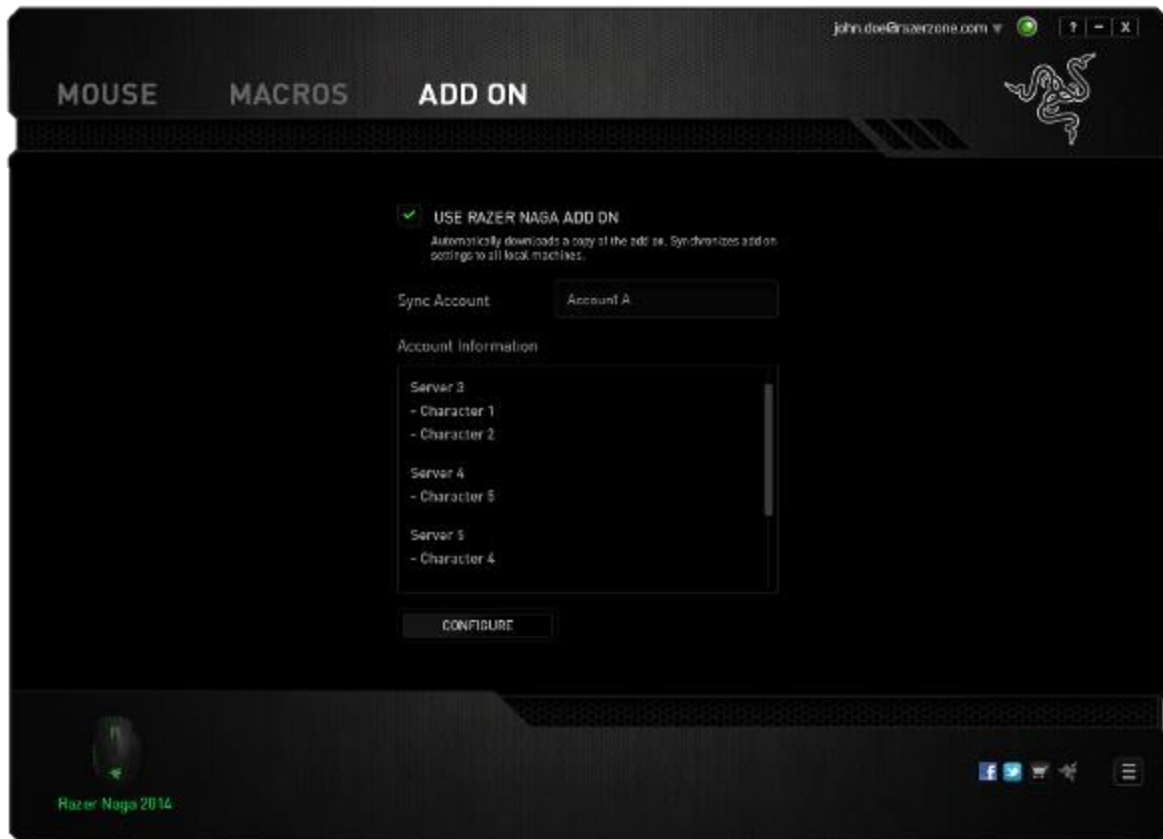 john.doe@razerzone.com
? - X
MOUSE MACROS ADD ON
USE RAZER NAGA ADD ON
Automatically downloads a copy of the add on. Synchronizes add on
settings to all local machines.
Sync Account Account A
Account Information
Server 3
- Character 1
- Character 2
Server 4
- Character 5
Server 5
- Character 4
CONFIGURE
Razer Naga 2014